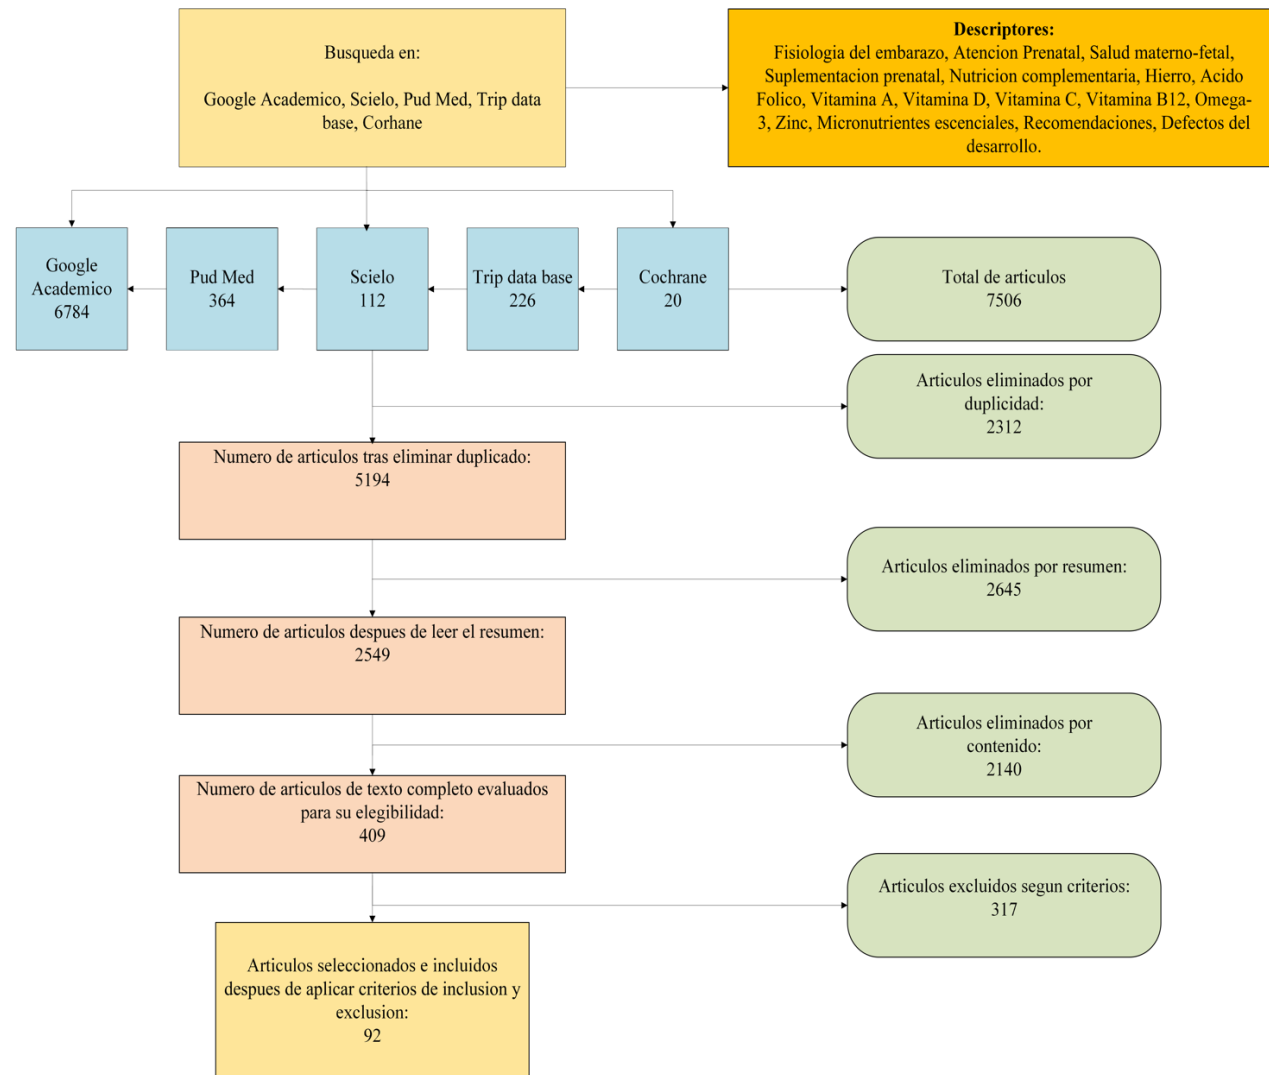 Busqueda en:
Google Academico, Scielo, Pud Med, Trip data
base, Corhane
Descriptores:
Fisiologia del embarazo, Atencion Prenatal, Salud materno-fetal,
Suplementacion prenatal, Nutricion complementaria, Hierro, Acido
Folico, Vitamina A, Vitamina D, Vitamina C, Vitamina B12, Omega-
3, Zinc, Micronutrientes escenciales, Recomendaciones, Defectos del
desarrollo.
Google
Academico
6784
Pud Med
364
Scielo
112
Trip data base
226
Cochrane
20
Total de articulos
7506
Articulos eliminados por
duplicidad:
2312
Numero de articulos tras eliminar duplicado:
5194
Articulos eliminados por resumen:
2645
Numero de articulos despues de leer el resumen:
2549
Articulos eliminados por
contenido:
2140
Numero de articulos de texto completo evaluados
para su elegibilidad:
409
Articulos excluidos segun criterios:
317
Articulos seleccionados e incluidos
despues de aplicar criterios de inclusion y
exclusion:
92